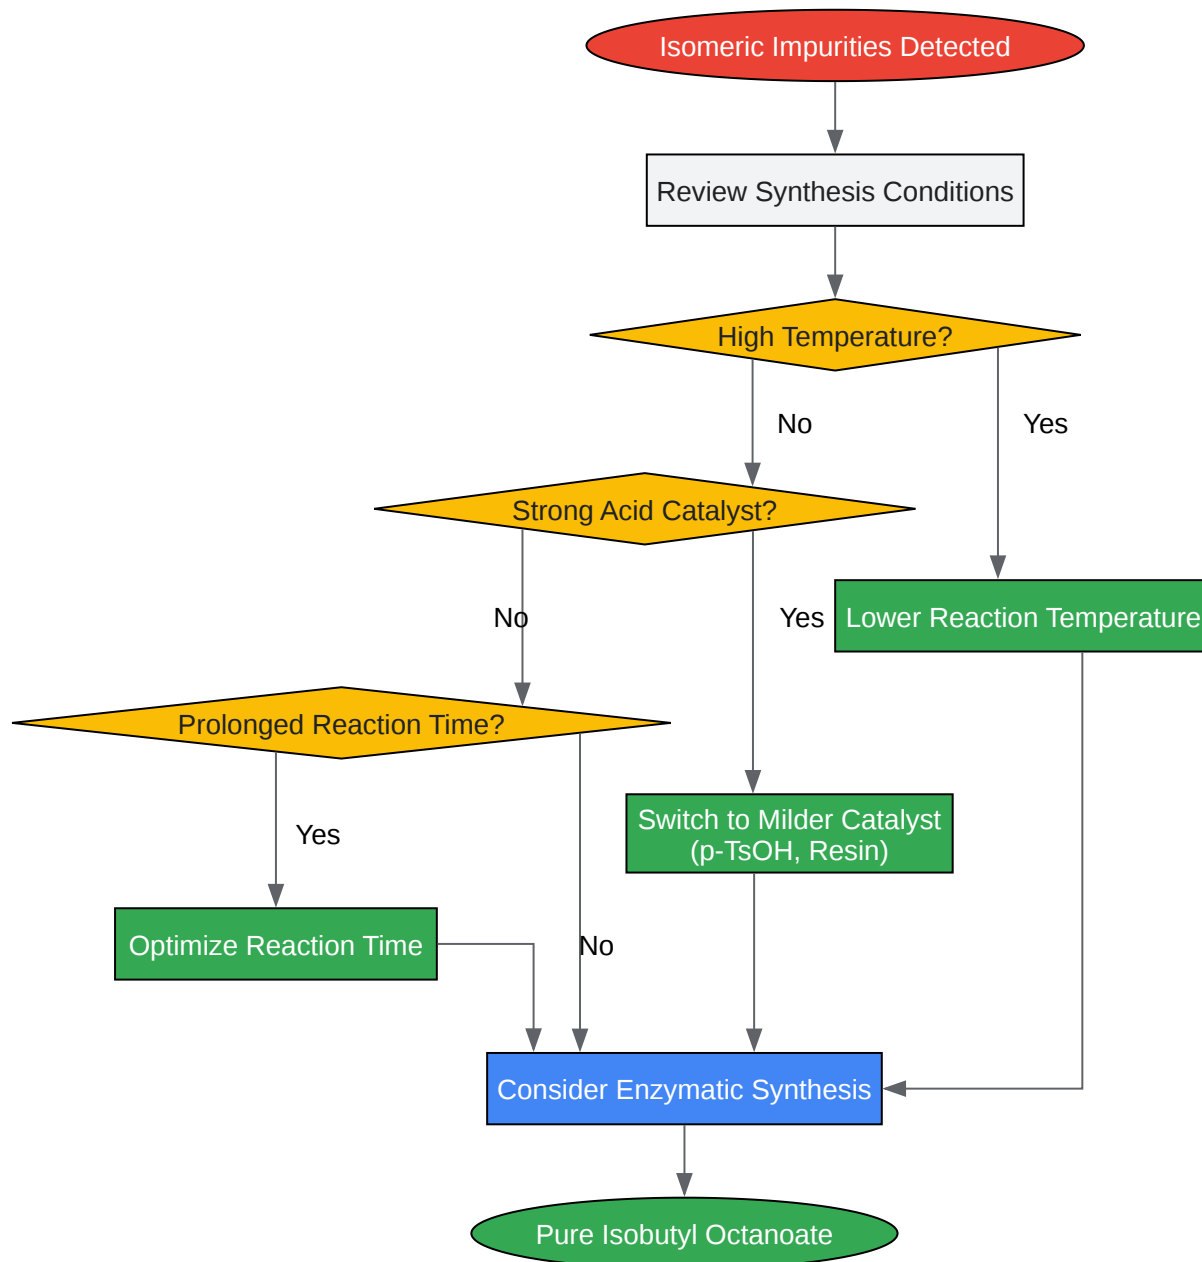 Isomeric Impurities Detected
Review Synthesis Conditions
High Temperature?
No
Yes
Strong Acid Catalyst?
No
Yes
Lower Reaction Temperature
Prolonged Reaction Time?
Switch to Milder Catalyst
(p-TsOH, Resin)
Yes
Optimize Reaction Time
No
Consider Enzymatic Synthesis
Pure Isobutyl Octanoate